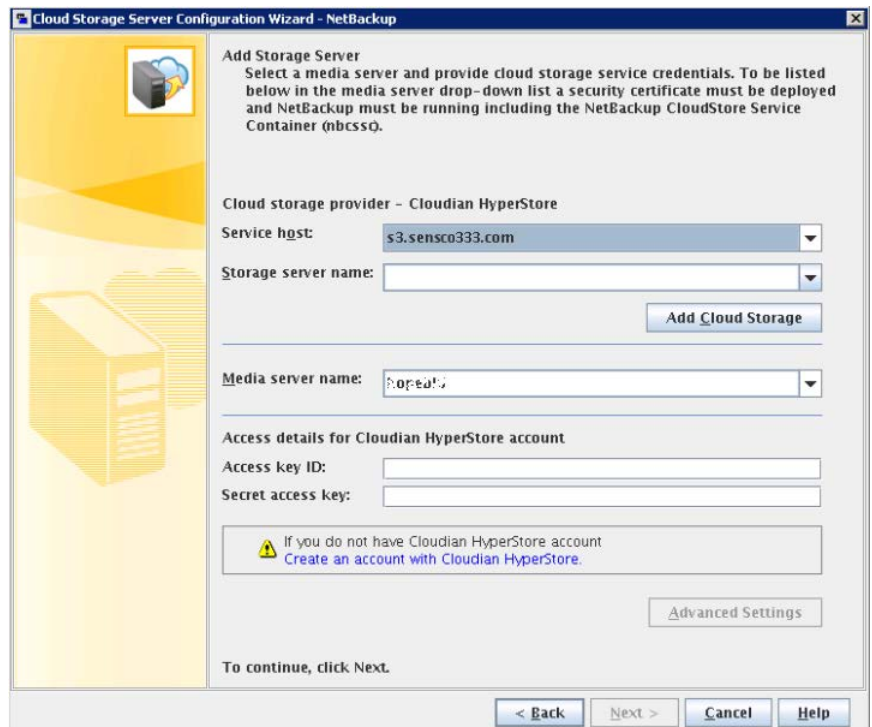 Cloud Storage Server Configuration Wizard - NetBackup
Add Storage Server
Select a media server and provide cloud storage service credentials. To be listed
below in the media server drop-down list a security certificate must be deployed
and NetBackup must be running including the NetBackup CloudStore Service
Container (nbcssc).
Cloud storage provider - Cloudian HyperStore
Service host: s3.sensco333.com
Storage server name:
Add Cloud Storage
Media server name:
Access details for Cloudian HyperStore account
Access key ID:
Secret access key:
If you do not have Cloudian HyperStore account
Create an account with Cloudian HyperStore.
Advanced Settings
To continue, click Next.
< Back Next > Cancel Help